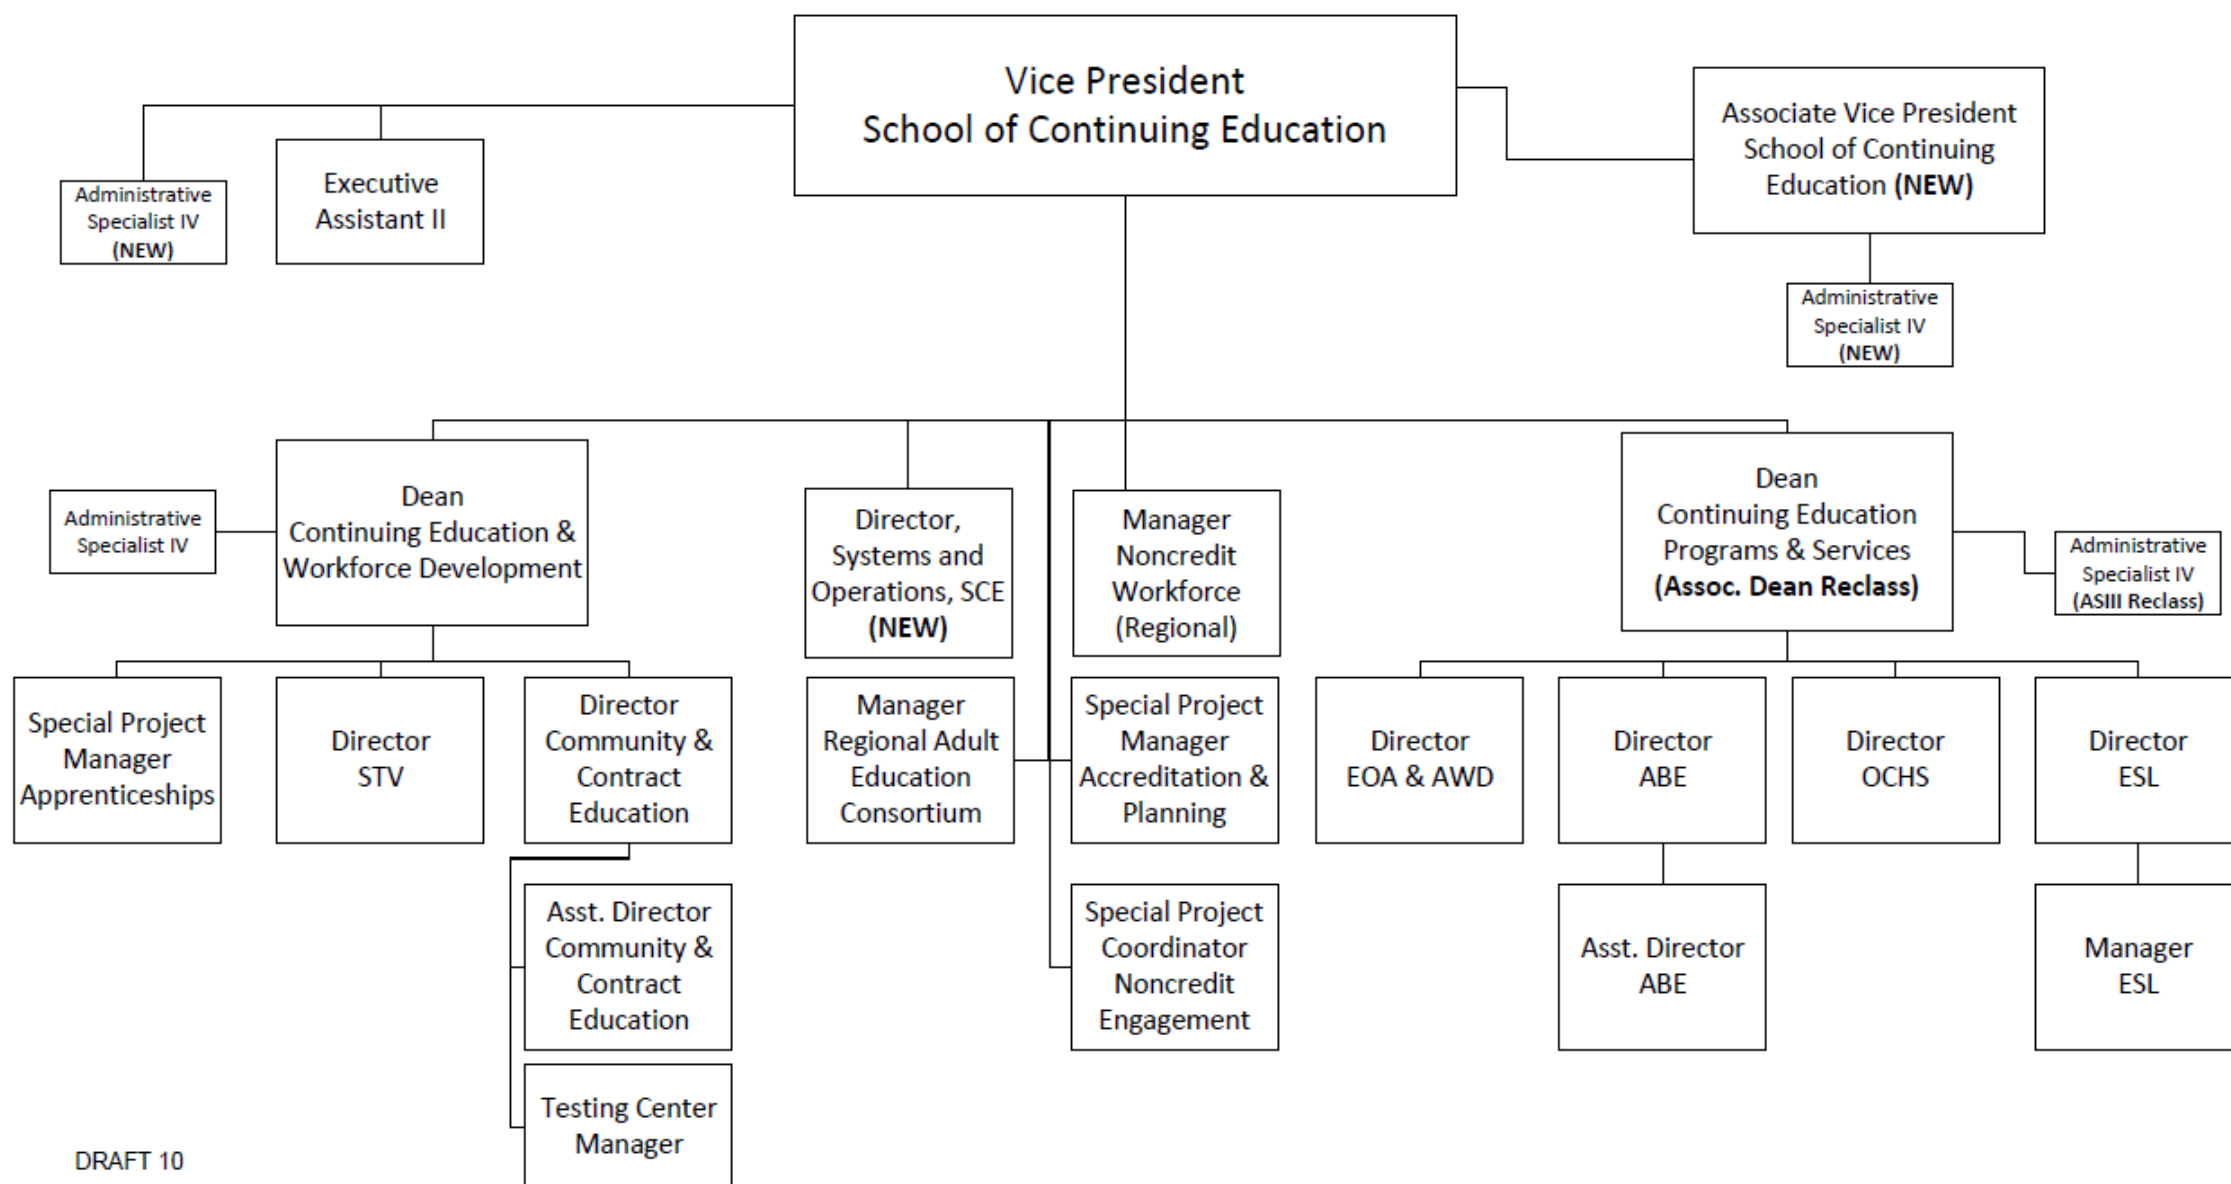 Vice President
School of Continuing Education
Associate Vice President
School of Continuing
Education (NEW)
Administrative
Specialist IV
(NEW)
Executive
Assistant II
Administrative
Specialist IV
(NEW)
Dean
Continuing Education &
Workforce Development
Administrative
Specialist IV
Director,
Systems and
Operations, SCE
(NEW)
Manager
Noncredit
Workforce
(Regional)
Dean
Continuing Education
Programs & Services
(Assoc. Dean Reclass)
Administrative
Specialist IV
(ASIII Reclass)
Special Project
Manager
Apprenticeships
Director
STV
Director
Community &
Contract
Education
Manager
Regional Adult
Education
Consortium
Special Project
Manager
Accreditation &
Planning
Director
EOA & AWD
Director
ABE
Director
OCHS
Director
ESL
Asst. Director
Community &
Contract
Education
Special Project
Coordinator
Noncredit
Engagement
Asst. Director
ABE
Manager
ESL
Testing Center
Manager
DRAFT 10